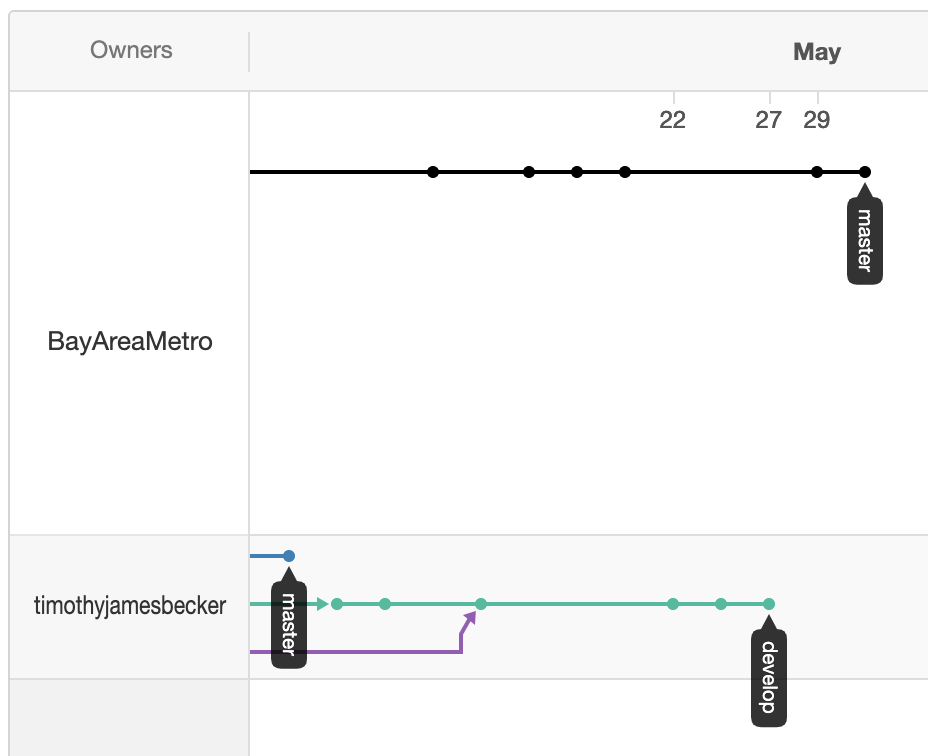 Owners
May
22
27
29
master
BayAreaMetro
timothyjamesbecker
master
develop